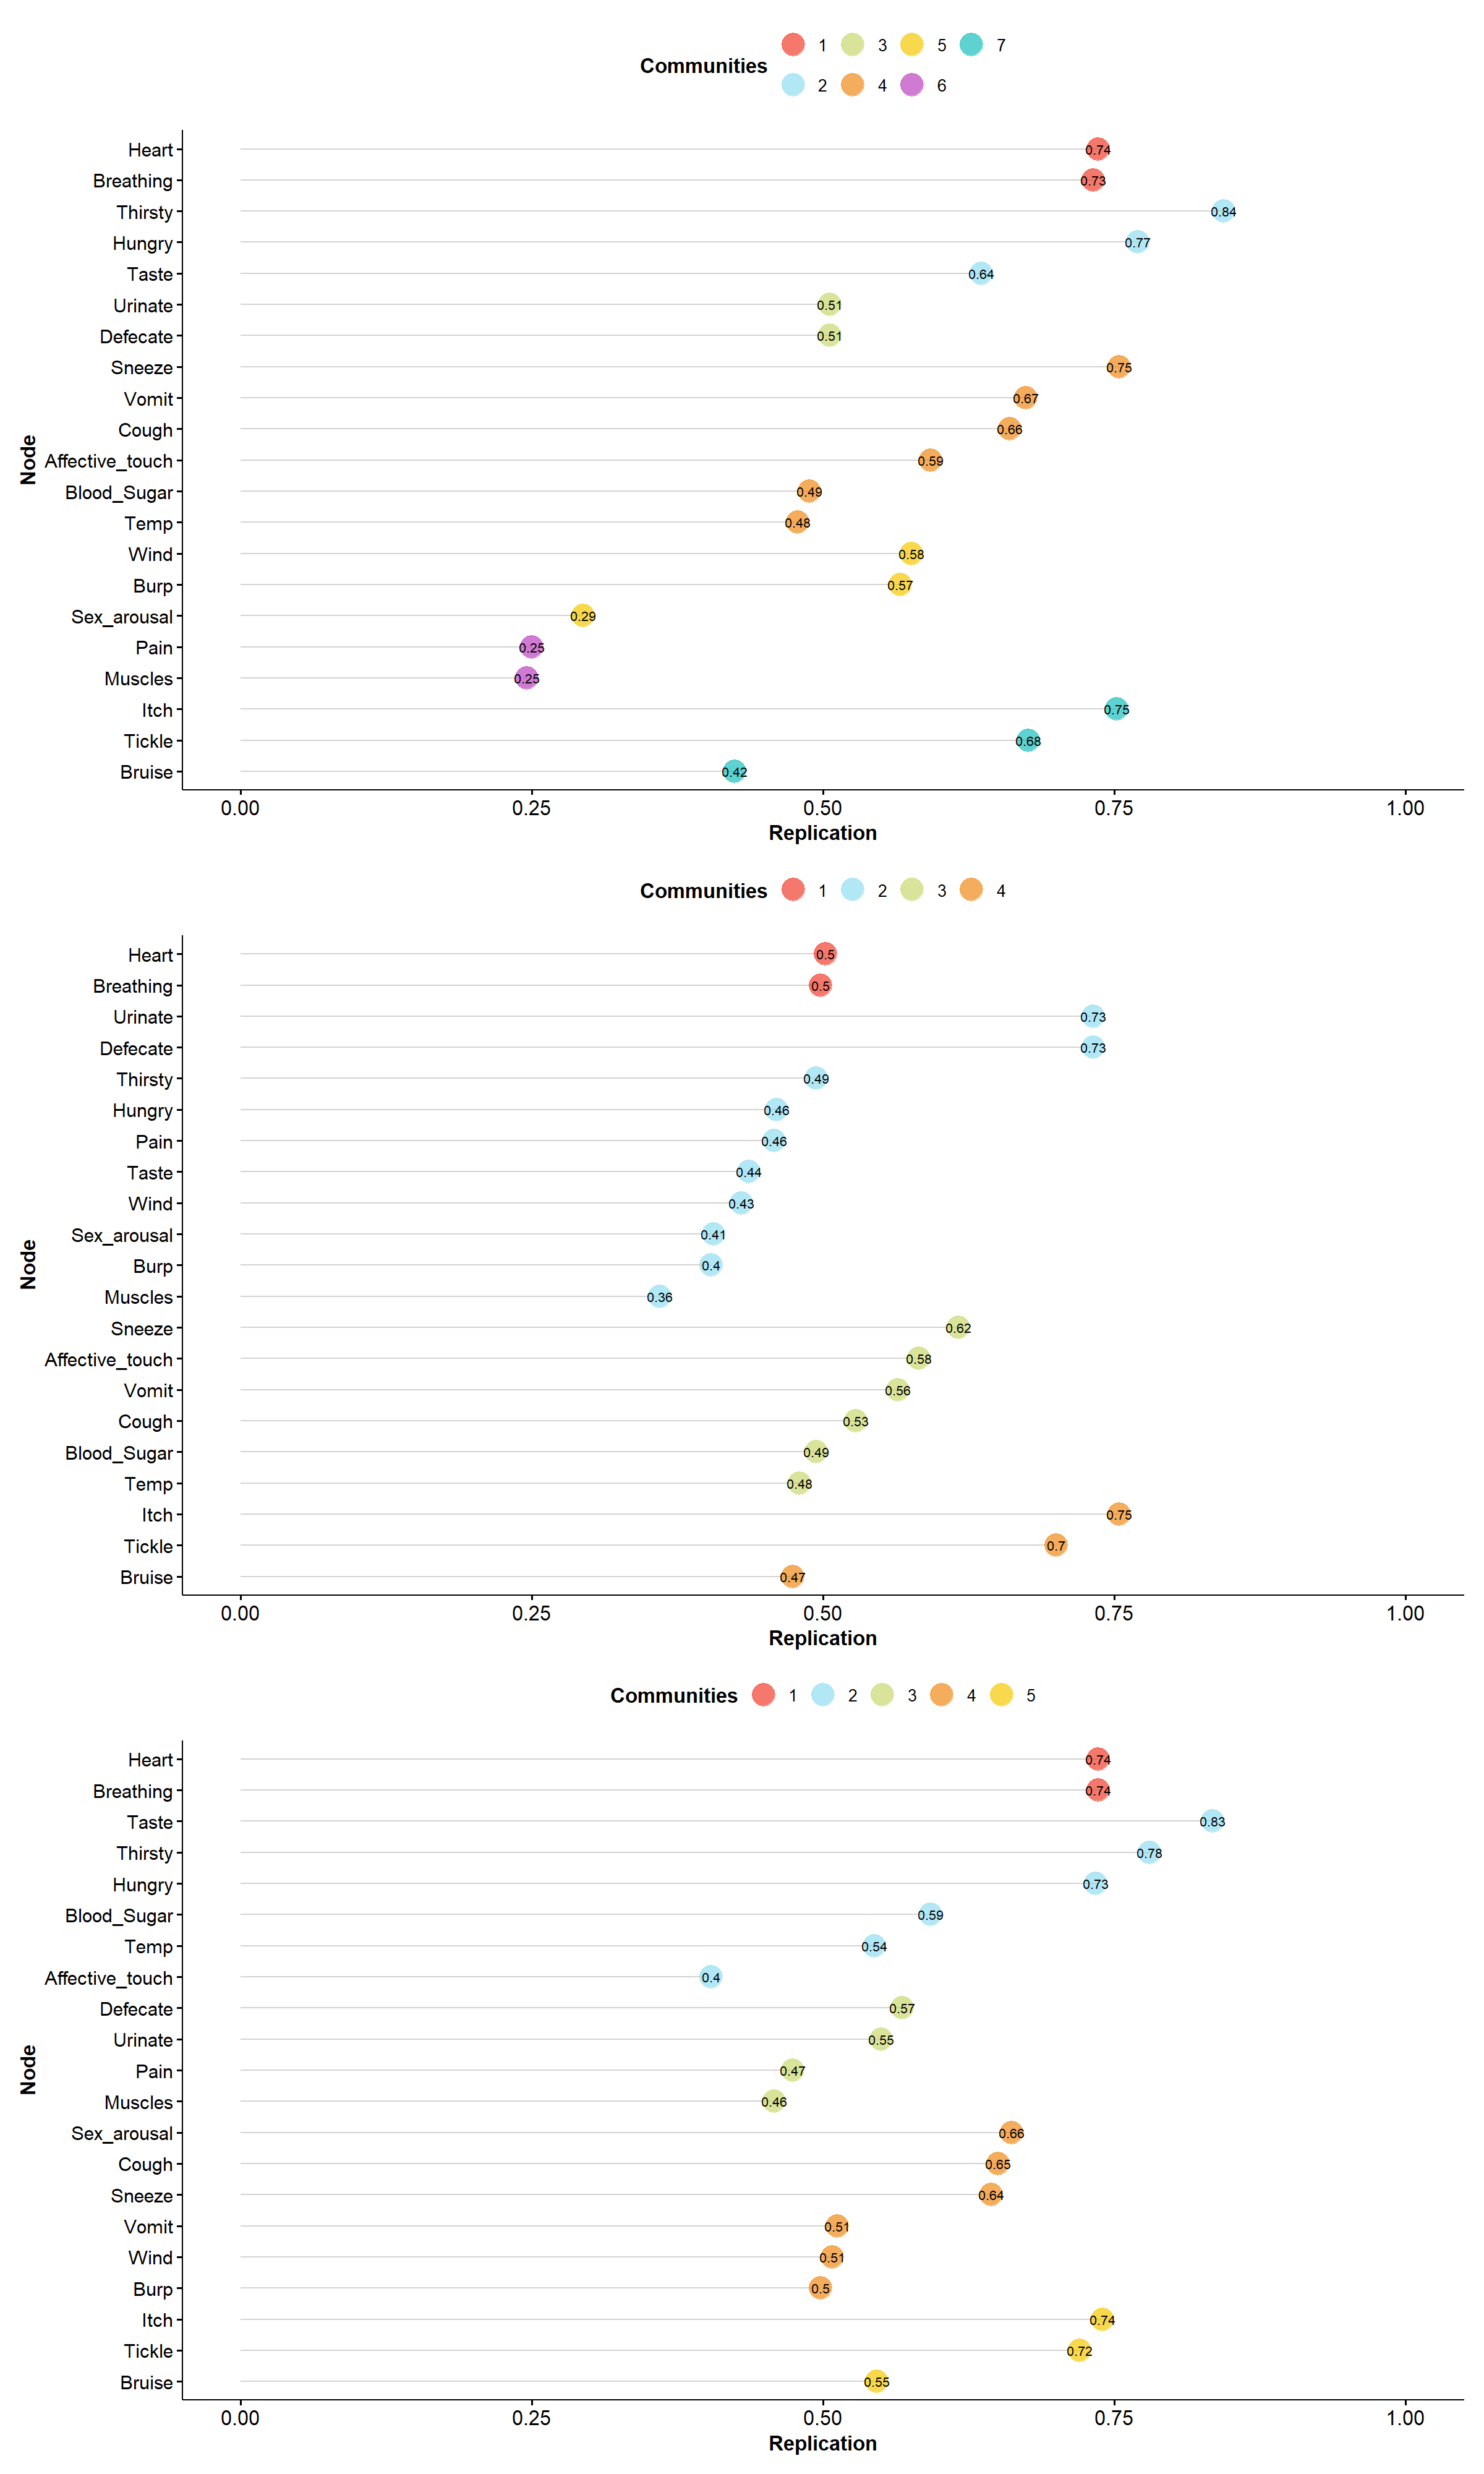 Communities 1 3 5 7
2 4 6
Node
Heart 0.74
Breathing 0.73
Thirsty 0.84
Hungry 0.77
Taste 0.64
Urinate 0.51
Defecate 0.51
Sneeze 0.75
Vomit 0.67
Cough 0.66
Affective_touch 0.59
Blood_Sugar 0.49
Temp 0.48
Wind 0.58
Burp 0.57
Sex_arousal 0.29
Pain 0.25
Muscles 0.25
Itch 0.75
Tickle 0.68
Bruise 0.42
0.00 0.25 0.50 0.75 1.00
Replication
Communities 1 2 3 4
Node
Heart 0.5
Breathing 0.5
Urinate 0.73
Defecate 0.73
Thirsty 0.49
Hungry 0.46
Pain 0.46
Taste 0.44
Wind 0.43
Sex_arousal 0.41
Burp 0.4
Muscles 0.36
Sneeze 0.62
Affective_touch 0.58
Vomit 0.56
Cough 0.53
Blood_Sugar 0.49
Temp 0.48
Itch 0.75
Tickle 0.7
Bruise 0.47
0.00 0.25 0.50 0.75 1.00
Replication
Communities 1 2 3 4 5
Node
Heart 0.74
Breathing 0.74
Taste 0.83
Thirsty 0.78
Hungry 0.73
Blood_Sugar 0.59
Temp 0.54
Affective_touch 0.4
Defecate 0.57
Urinate 0.55
Pain 0.47
Muscles 0.46
Sex_arousal 0.66
Cough 0.65
Sneeze 0.64
Vomit 0.51
Wind 0.51
Burp 0.5
Itch 0.74
Tickle 0.72
Bruise 0.55
0.00 0.25 0.50 0.75 1.00
Replication